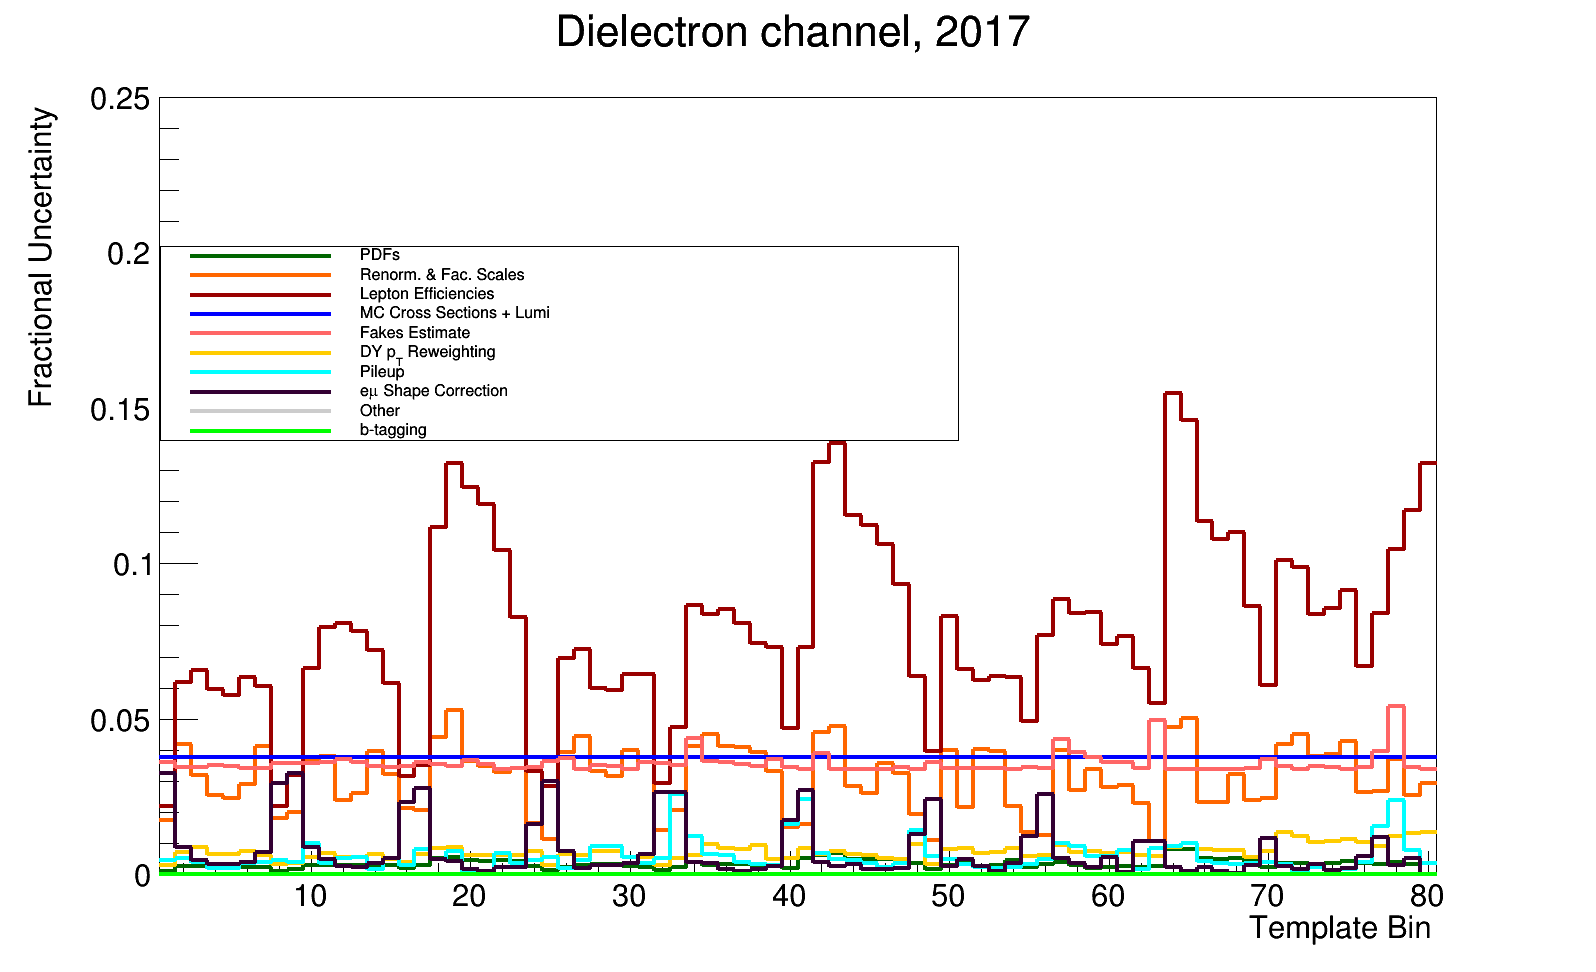 Dielectron channel, 2017
Fractional Uncertainty
0.25
0.2
0.15
0.1
0.05
0
PDFs
Renorm. & Fac. Scales
Lepton Efficiencies
MC Cross Sections + Lumi
Fakes Estimate
DY p_T Reweighting
Pileup
eμ Shape Correction
Other
b-tagging
10 20 30 40 50 60 70 80
Template Bin